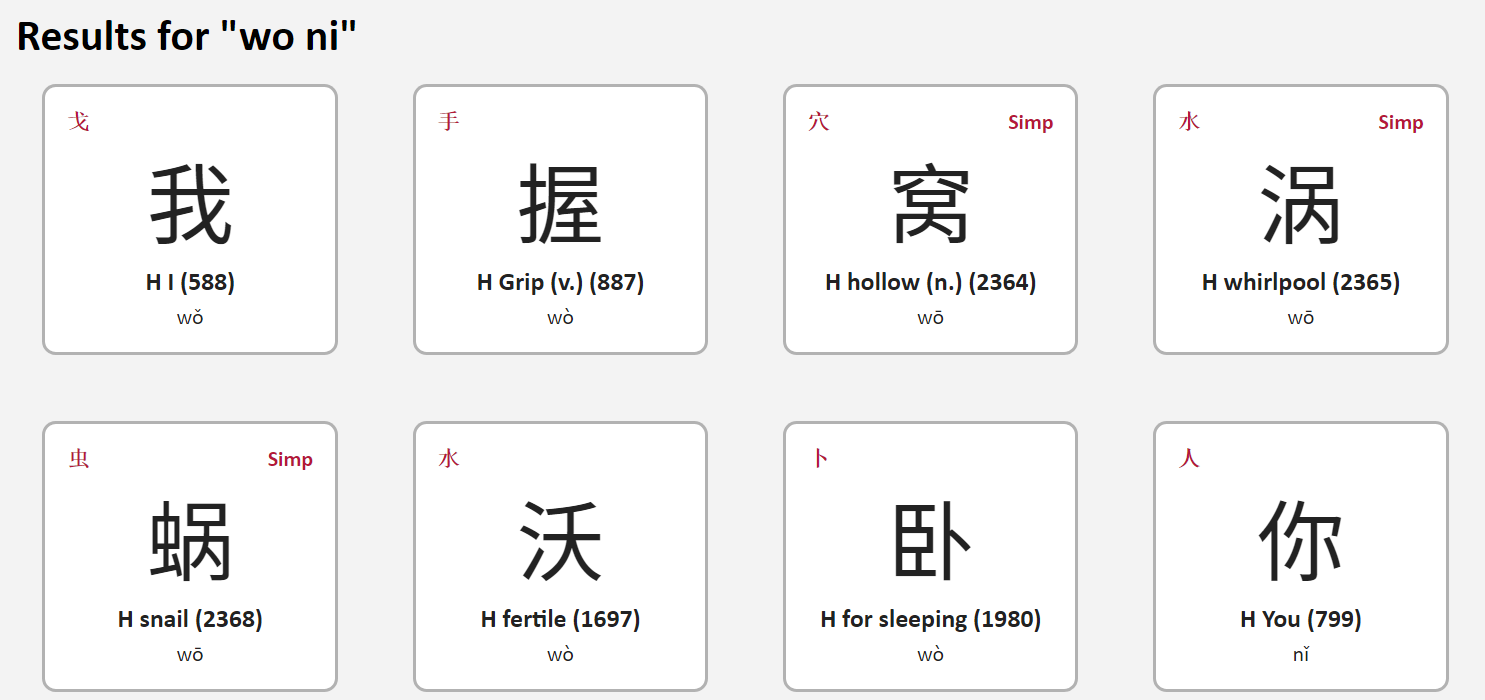 Results for "wo ni"
戈
我
H I (588)
wǒ
手
握
H Grip (v.) (887)
wò
穴 Simp
窝
H hollow (n.) (2364)
wō
水 Simp
涡
H whirlpool (2365)
wō
虫 Simp
蜗
H snail (2368)
wō
水
沃
H fertile (1697)
wò
卜
卧
H for sleeping (1980)
wò
人
你
H You (799)
nǐ